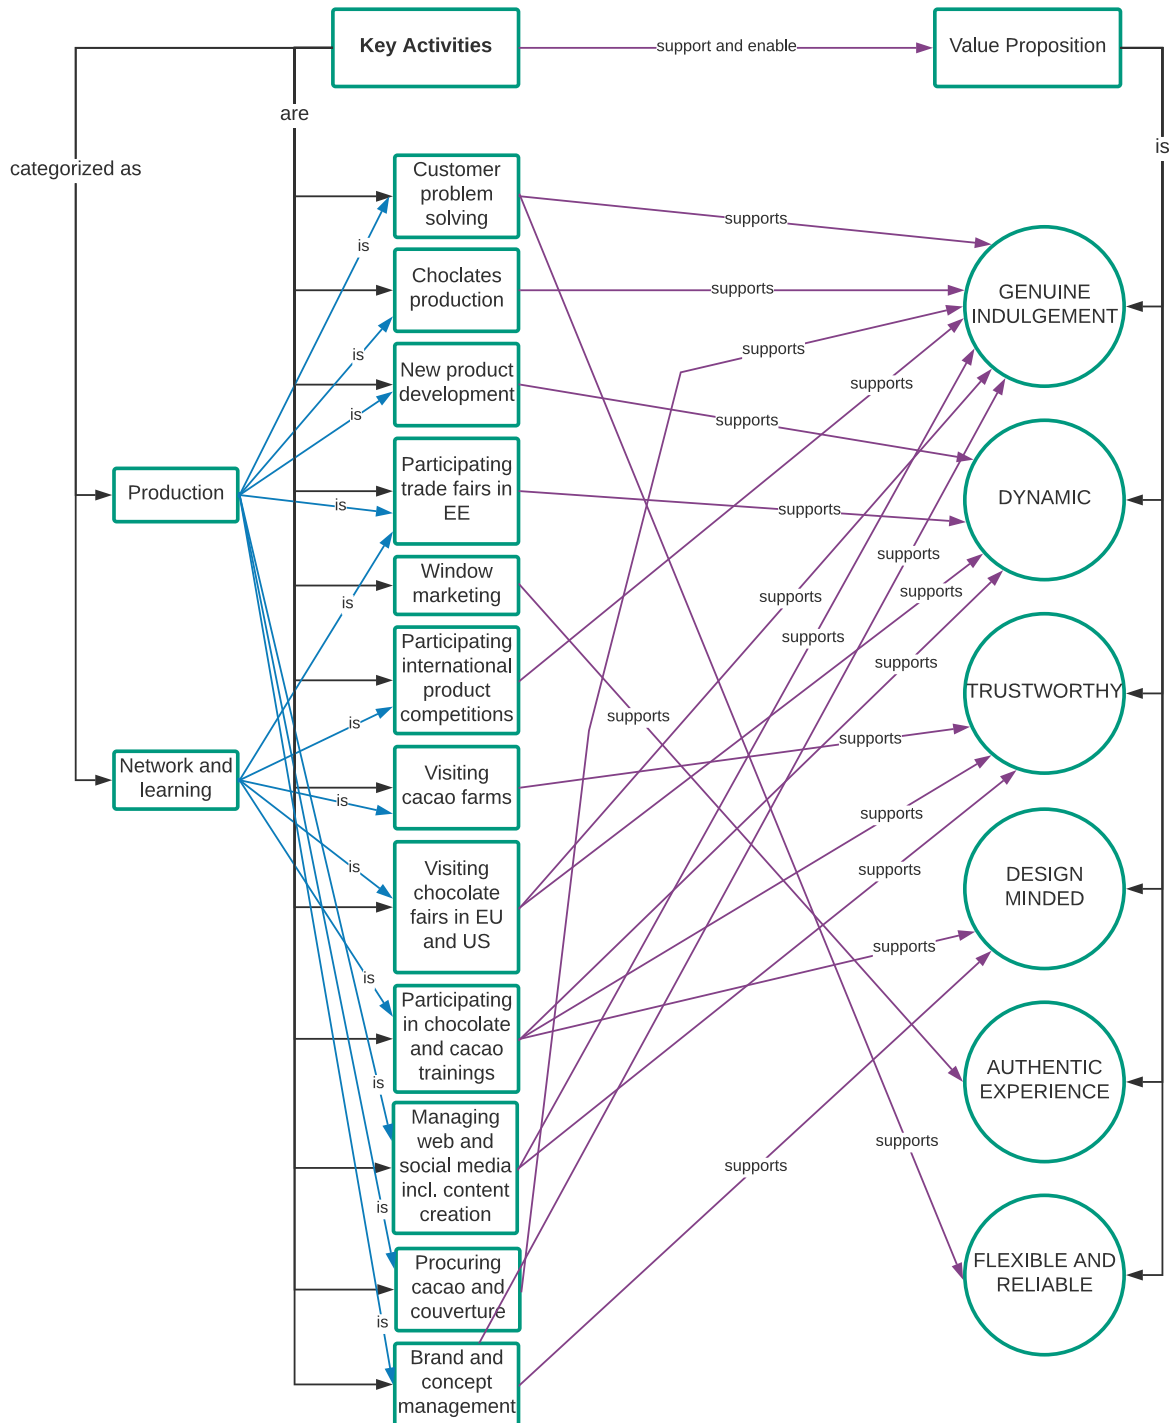 Key Activities
support and enable
Value Proposition
are
categorized as
is
Customer
problem
solving
supports
is
Choclates
production
supports
GENUINE
INDULGEMENT
is
supports
New product
development
supports
is
supports
Participating
trade fairs in
EE
is
supports
DYNAMIC
Production
supports
Window
marketing
is
supports
supports
supports
Participating
international
product
competitions
supports
TRUSTWORTHY
is
supports
supports
Network and
learning
Visiting
cacao farms
is
supports
Visiting
chocolate
fairs in EU
and US
is
supports
DESIGN
MINDED
supports
is
Participating
in chocolate
and cacao
trainings
is
AUTHENTIC
EXPERIENCE
Managing
web and
social media
incl. content
creation
supports
supports
is
Procuring
cacao and
couverture
FLEXIBLE AND
RELIABLE
is
Brand and
concept
management